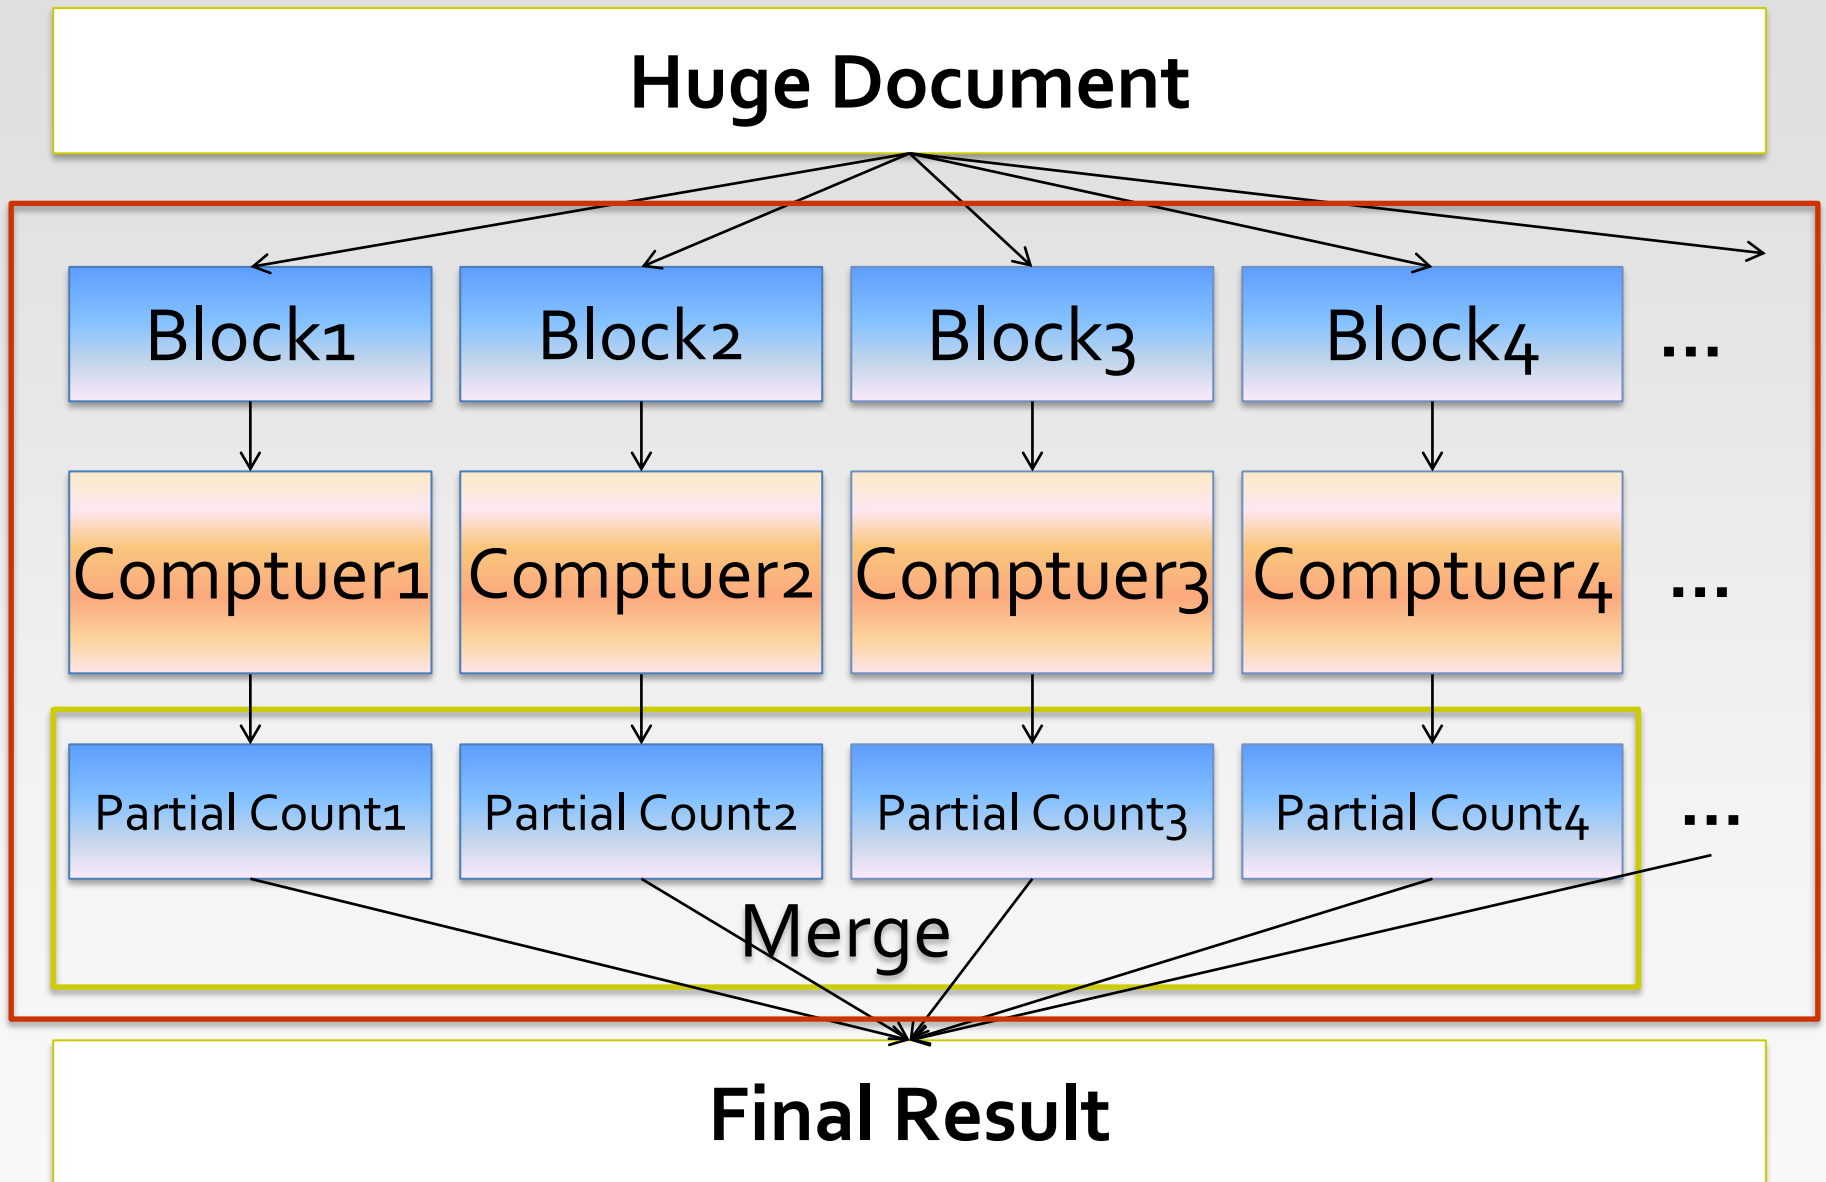 Huge Document
Block1 Block2 Block3 Block4 ...
Comptuer1 Comptuer2 Comptuer3 Comptuer4 ...
Partial Count1 Partial Count2 Partial Count3 Partial Count4 ...
Merge
Final Result